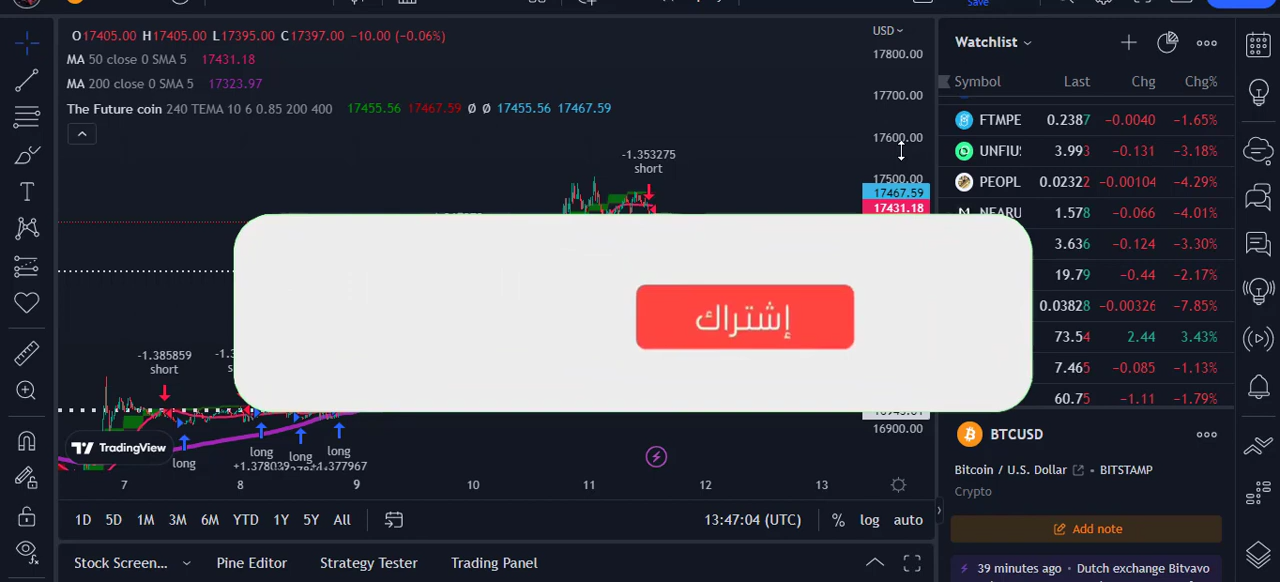 Save
O17405.00 H17405.00 L17395.00 C17397.00 -10.00 (-0.06%)
MA 50 close 0 SMA 5 17431.18
MA 200 close 0 SMA 5 17323.97
The Future coin 240 TEMA 10 6 0.85 200 400 17455.56 17467.59 Ø Ø 17455.56 17467.59
USD
17800.00
17700.00
17600.00
17500.00
17467.59
17431.18
16900.00
-1.353275
short
-1.385859
short
إشتراك
TradingView
long
long
long
long
+1.378039
-1.377967
7 8 9 10 11 12 13
1D 5D 1M 3M 6M YTD 1Y 5Y All
13:47:04 (UTC) % log auto
Stock Screen... Pine Editor Strategy Tester Trading Panel
Watchlist
Symbol Last Chg Chg%
FTMPE 0.2387 -0.0040 -1.65%
UNFIU 3.993 -0.131 -3.18%
PEOPL 0.02322 -0.00104 -4.29%
NEARU 1.578 -0.066 -4.01%
3.636 -0.124 -3.30%
19.79 -0.44 -2.17%
0.03828 -0.00326 -7.85%
73.54 2.44 3.43%
7.465 -0.085 -1.13%
60.75 -1.11 -1.79%
BTCUSD
Bitcoin / U.S. Dollar • BITSTAMP
Crypto
Add note
39 minutes ago • Dutch exchange Bitvavo